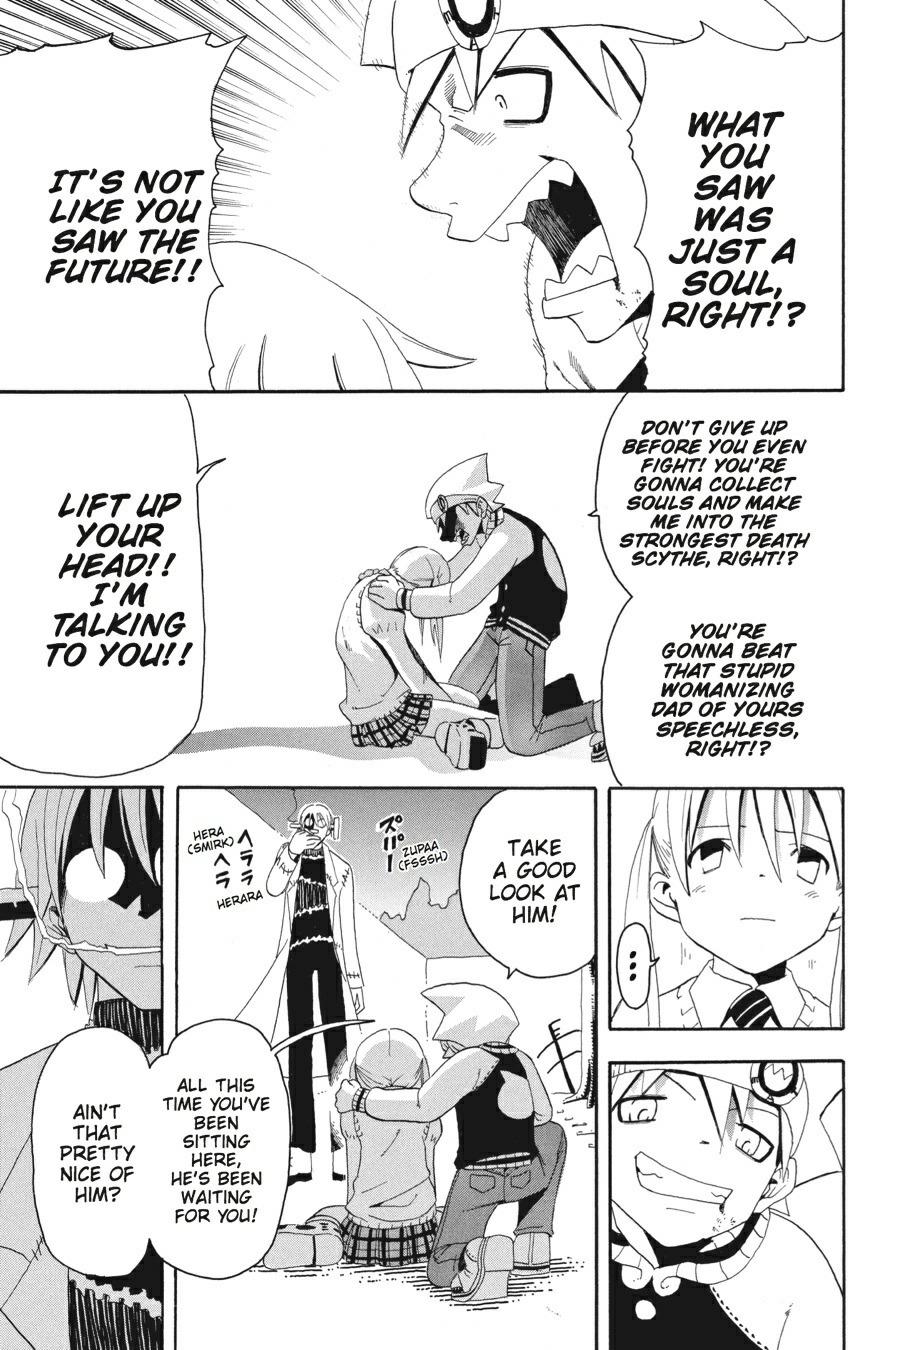 WHAT
YOU
SAW
WAS
JUST A
SOUL,
RIGHT!?
IT'S NOT
LIKE YOU
SAW THE
FUTURE!!
DON'T GIVE UP
BEFORE YOU EVEN
FIGHT! YOU'RE
GONNA COLLECT
SOULS AND MAKE
ME INTO THE
STRONGEST DEATH
SCYTHE, RIGHT!?
YOU'RE
GONNA BEAT
THAT STUPID
WOMANIZING
DAD OF YOURS
SPEECHLESS,
RIGHT!?
LIFT UP
YOUR
HEAD!!
I'M
TALKING
TO YOU!!
...
TAKE
A GOOD
LOOK AT
HIM!
ズパー
ZUPAA
(FSSSH)
HERA
(SMIRK)
ヘラ
ヘララ
HERARA
ALL THIS
TIME YOU'VE
BEEN
SITTING
HERE,
HE'S BEEN
WAITING
FOR YOU!
AIN'T
THAT
PRETTY
NICE OF
HIM?